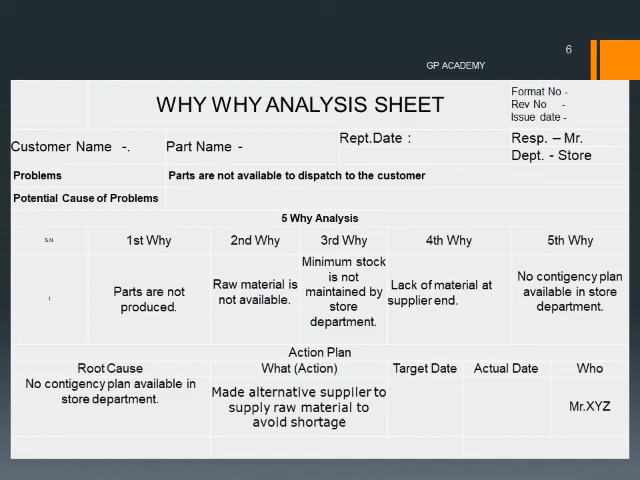 6
GP ACADEMY
WHY WHY ANALYSIS SHEET
Format No -
Rev No -
Issue date -
Customer Name -.
Part Name -
Rept.Date :
Resp. – Mr.
Dept. - Store
Problems
Parts are not available to dispatch to the customer
Potential Cause of Problems
5 Why Analysis
S.N
1st Why
2nd Why
3rd Why
4th Why
5th Why
1
Parts are not
produced.
Raw material is
not available.
Minimum stock
is not
maintained by
store
department.
Lack of material at
supplier end.
No contigency plan
available in store
department.
Action Plan
Root Cause
What (Action)
Target Date
Actual Date
Who
No contigency plan available in
store department.
Made alternative supplier to
supply raw material to
avoid shortage
Mr.XYZ